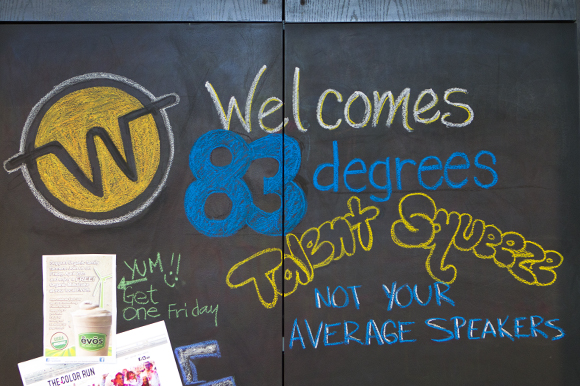 W Welcomes
83 degrees
Talent Squeeze
NOT YOUR
AVERAGE SPEAKERS
YUM!!
Get
one Friday
evos
THE COLOR RUN